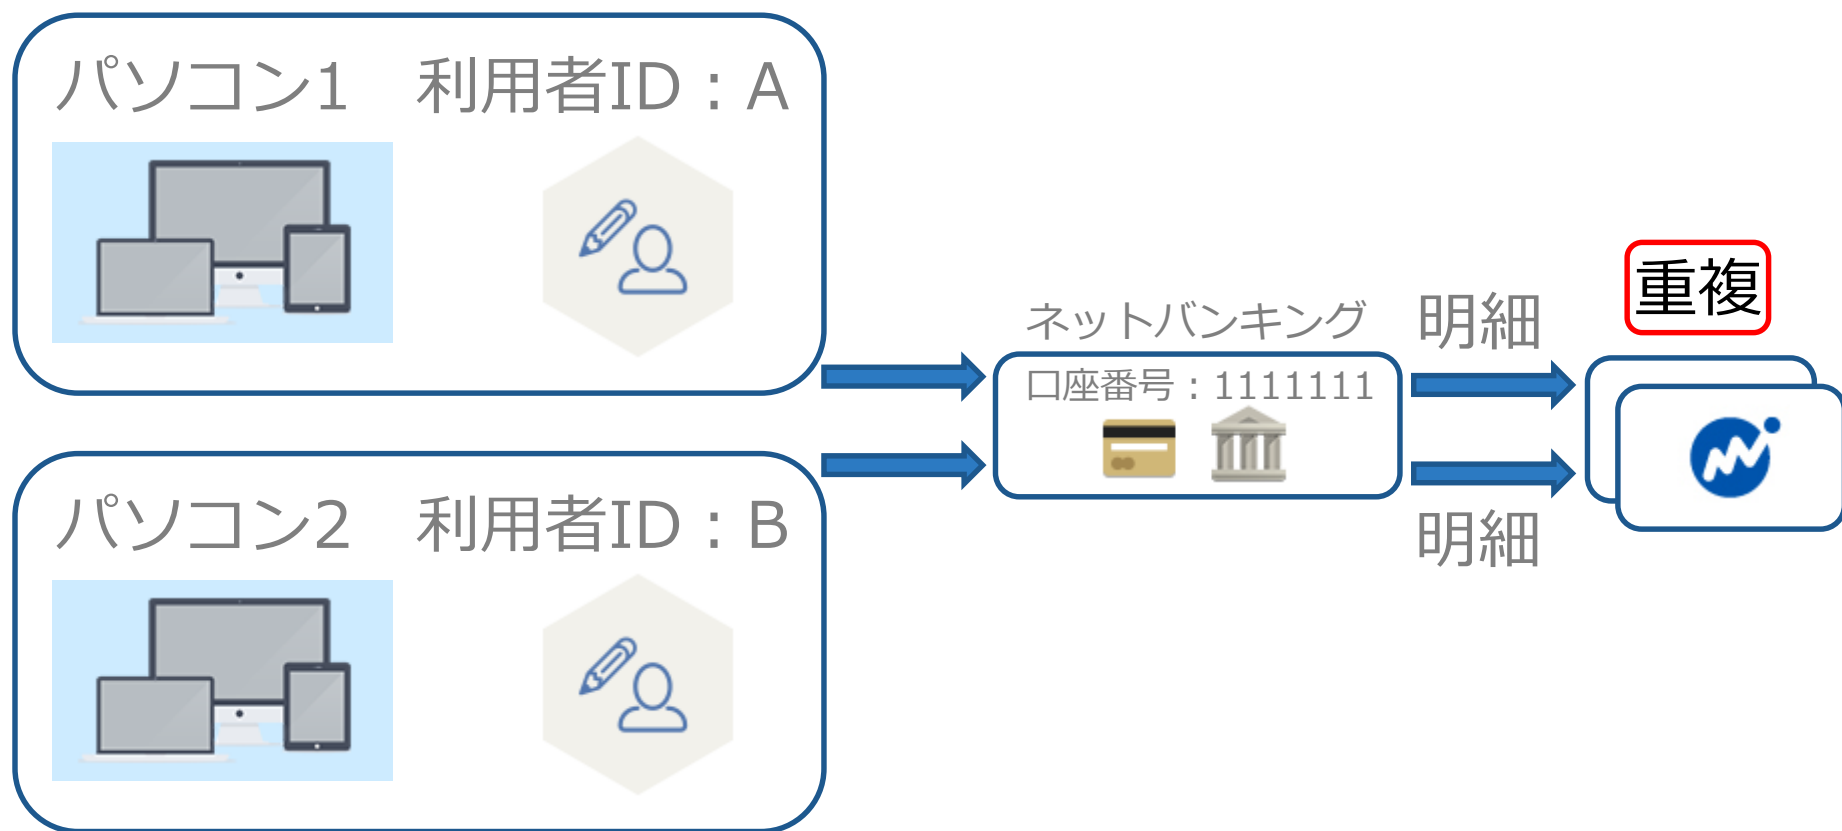 パソコン1 利用者ID：A
重複
ネットバンキング
明細
口座番号：1111111
パソコン2 利用者ID：B
明細